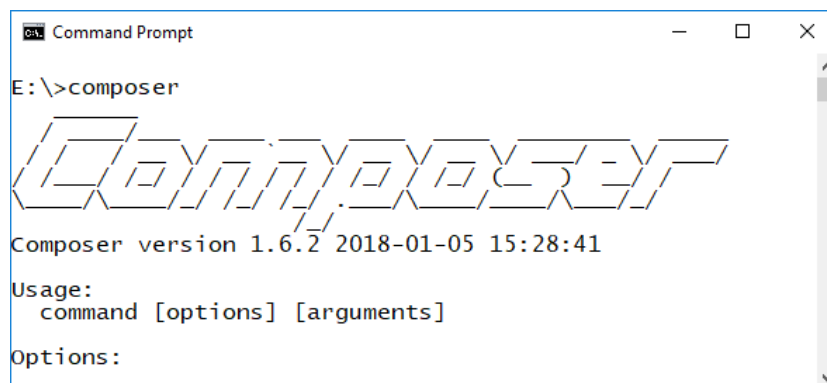 Command Prompt
E:\>composer
Composer
Composer version 1.6.2 2018-01-05 15:28:41
Usage:
command [options] [arguments]
Options: